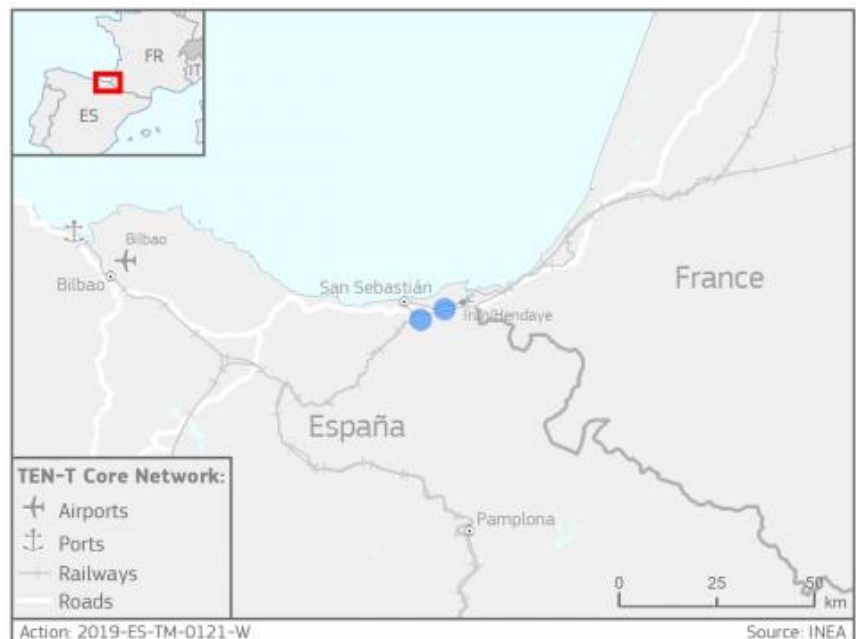 FR
IT
ES
Bilbao
Bilbao
San Sebastián
Irun/Hendaye
France
España
Pamplona
TEN-T Core Network:
Airports
Ports
Railways
Roads
0 25 50
km
Action: 2019-ES-TM-0121-W
Source: INEA